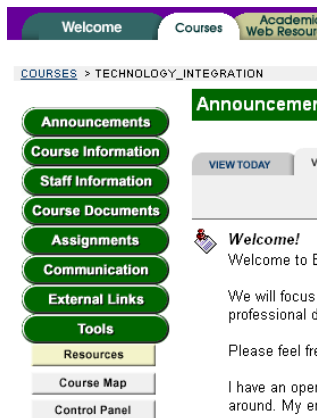 Welcome
Courses
Academic
Web Resour
COURSES > TECHNOLOGY_INTEGRATION
Announcemen
VIEW TODAY
V
Announcements
Course Information
Staff Information
Course Documents
Assignments
Communication
External Links
Tools
Resources
Course Map
Control Panel
Welcome!
Welcome to E
We will focus
professional d
Please feel fre
I have an oper
around. My er